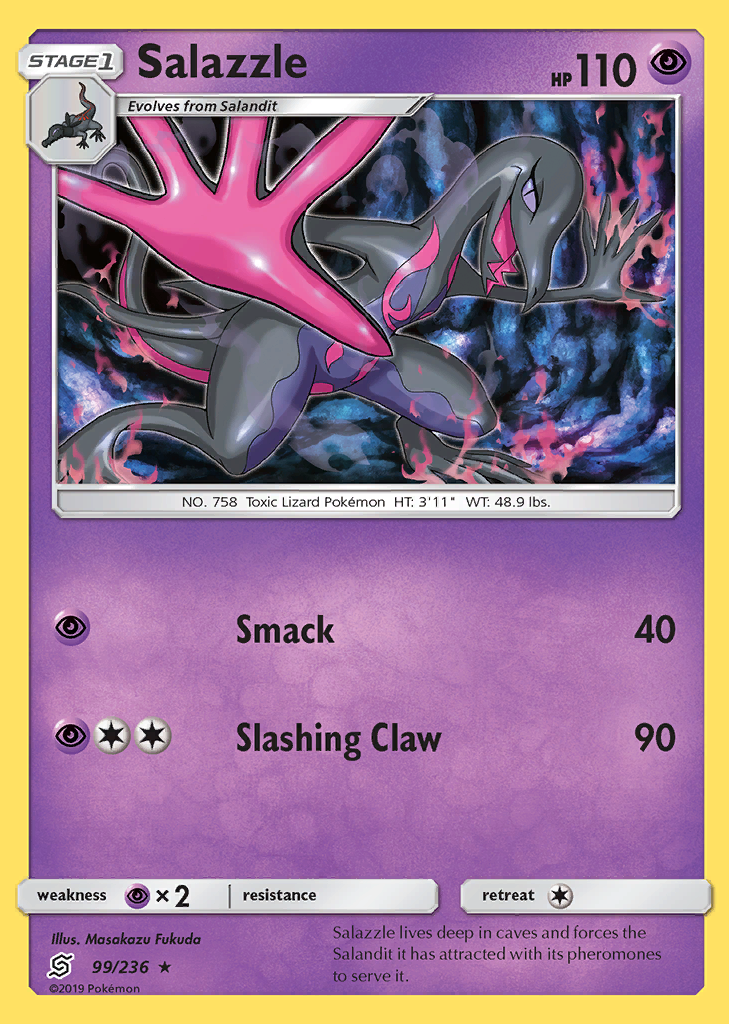 STAGE1
Salazzle
HP 110
Evolves from Salandit
NO. 758 Toxic Lizard Pokémon HT: 3'11" WT: 48.9 lbs.
Smack 40
Slashing Claw 90
weakness ×2 resistance retreat
Illus. Masakazu Fukuda
99/236 ★
©2019 Pokémon
Salazzle lives deep in caves and forces the
Salandit it has attracted with its pheromones
to serve it.